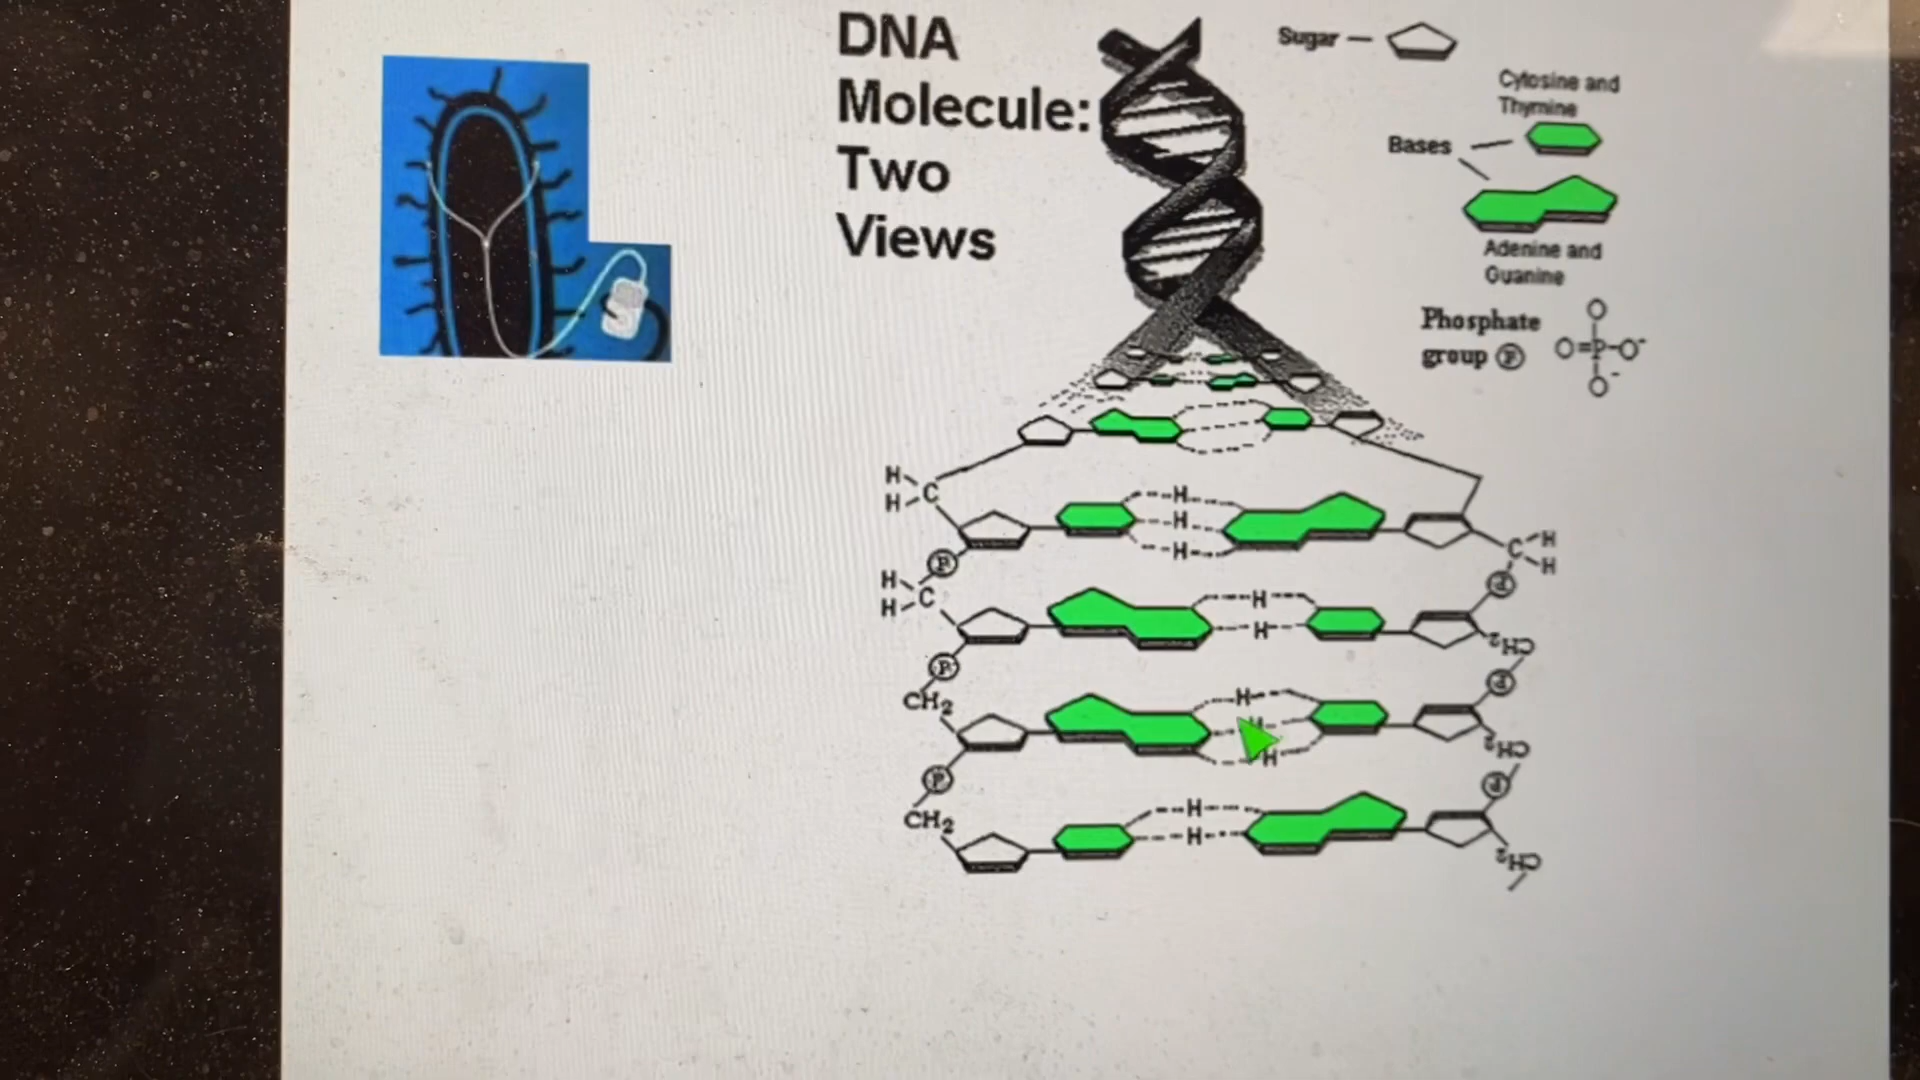 DNA
Molecule:
Two
Views
Sugar
Cytosine and
Thymine
Bases
Adenine and
Guanine
Phosphate
group P
O
O=P-O-
O-
H
H C
H
H
H
C H
H
P
P
H
H C
H
H
CH2
P
P
CH2
H
H
H
CH2
P
P
CH2
H
H
CH2